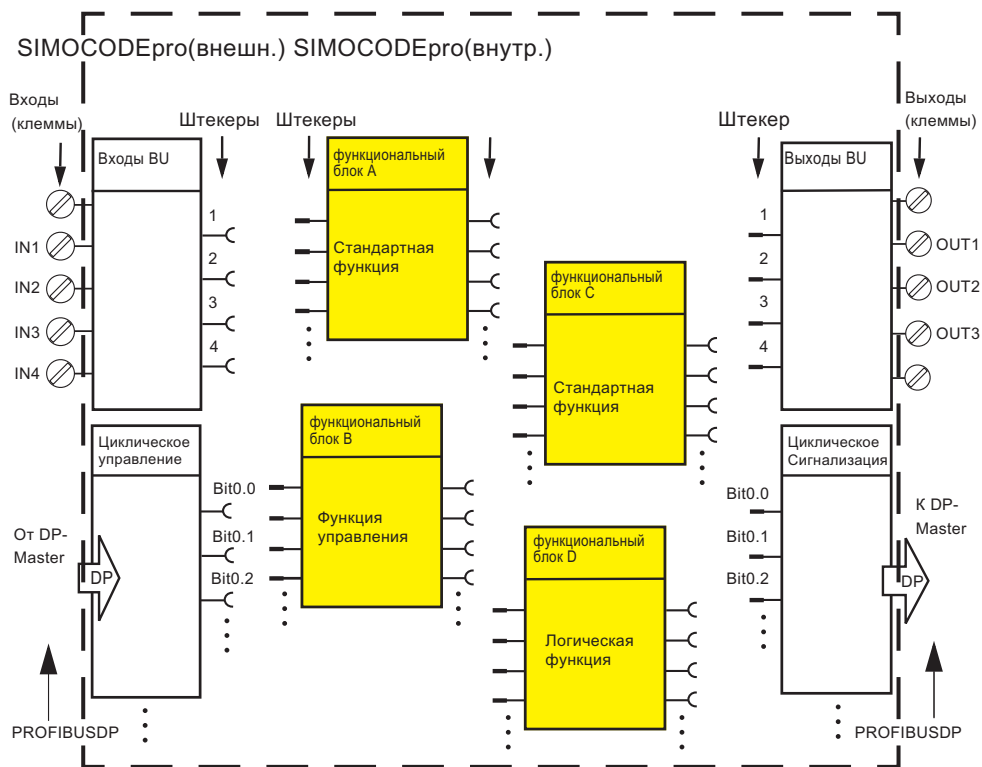 SIMOCODEpro(внешн.) SIMOCODEpro(внутр.)
Входы
(клеммы)
Штекеры
Штекеры
Штекер
Выходы
(клеммы)
Входы BU
1
2
3
4
IN1
IN2
IN3
IN4
функциональный
блок A
Стандартная
функция
функциональный
блок C
Стандартная
функция
Выходы BU
1
2
3
4
OUT1
OUT2
OUT3
Циклическое
управление
Bit0.0
Bit0.1
Bit0.2
От DP-
Master
DP
PROFIBUSDP
функциональный
блок B
Функция
управления
функциональный
блок D
Логическая
функция
Циклическое
Сигнализация
Bit0.0
Bit0.1
Bit0.2
К DP-
Master
DP
PROFIBUSDP